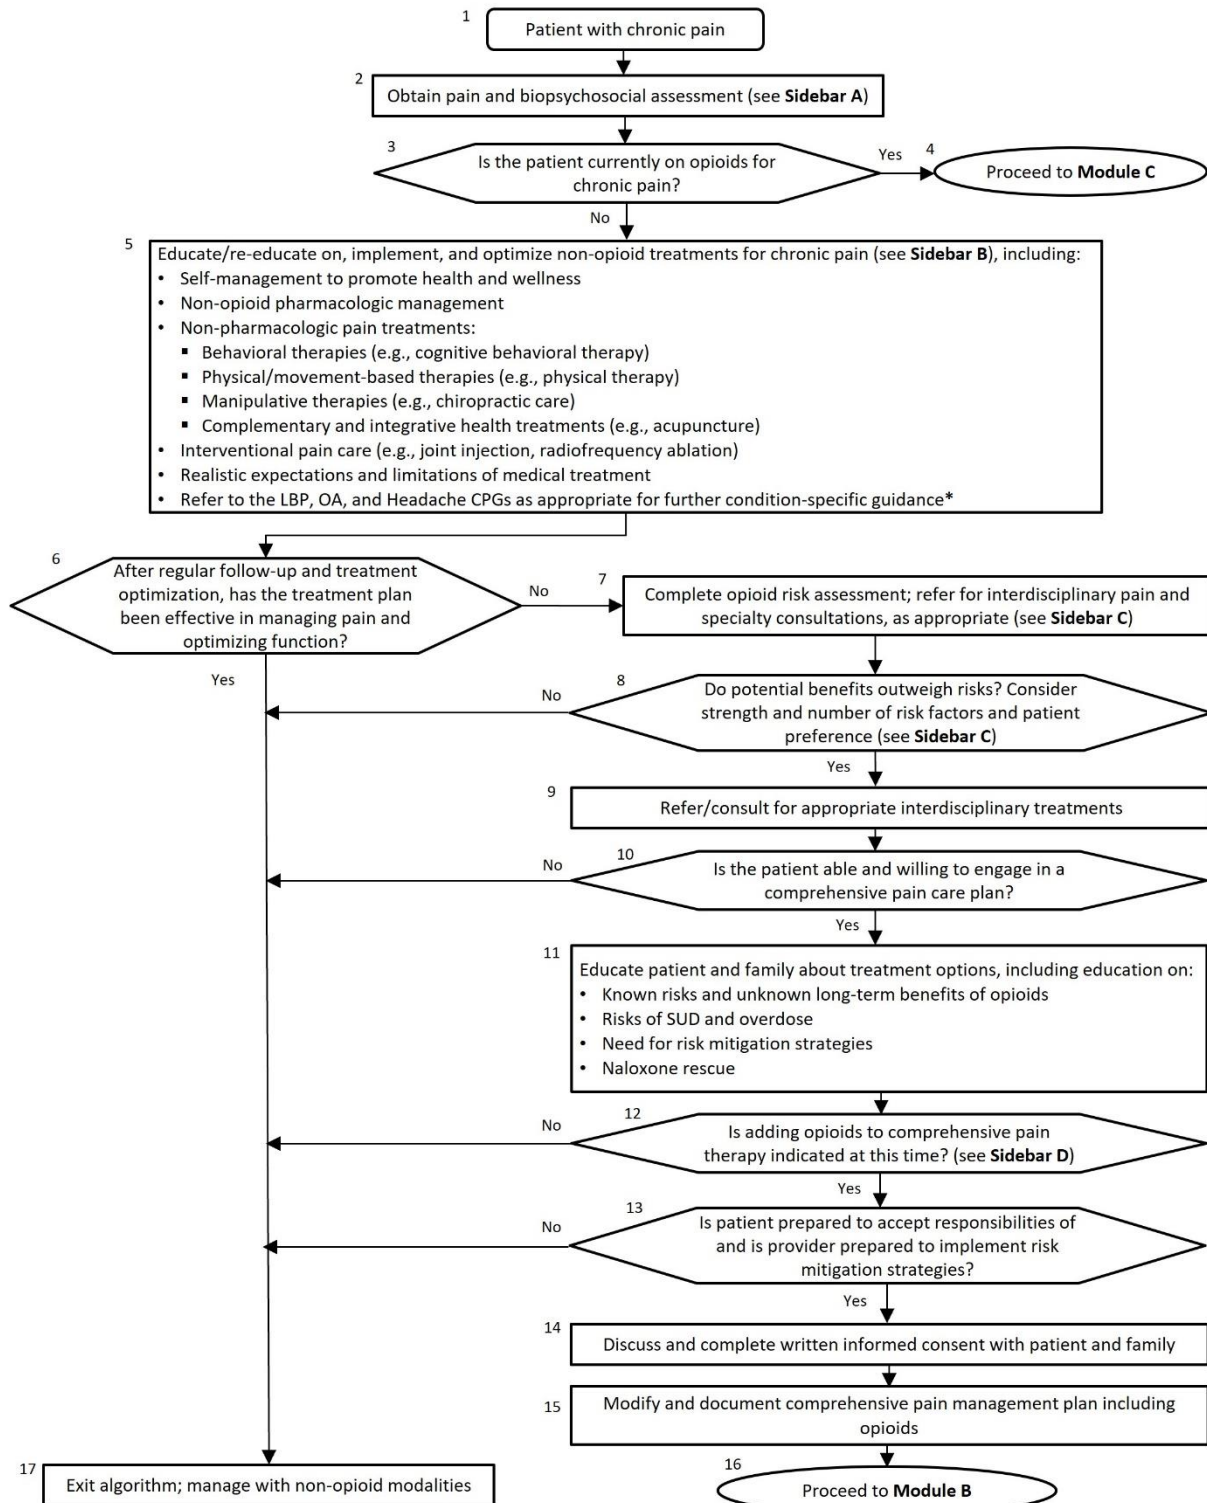 1
Patient with chronic pain
2
Obtain pain and biopsychosocial assessment (see Sidebar A)
3
Is the patient currently on opioids for
chronic pain?
Yes
4
Proceed to Module C
No
5
Educate/re-educate on, implement, and optimize non-opioid treatments for chronic pain (see Sidebar B), including:
• Self-management to promote health and wellness
• Non-opioid pharmacologic management
• Non-pharmacologic pain treatments:
▪ Behavioral therapies (e.g., cognitive behavioral therapy)
▪ Physical/movement-based therapies (e.g., physical therapy)
▪ Manipulative therapies (e.g., chiropractic care)
▪ Complementary and integrative health treatments (e.g., acupuncture)
• Interventional pain care (e.g., joint injection, radiofrequency ablation)
• Realistic expectations and limitations of medical treatment
• Refer to the LBP, OA, and Headache CPGs as appropriate for further condition-specific guidance*
6
After regular follow-up and treatment
optimization, has the treatment plan
been effective in managing pain and
optimizing function?
No
7
Complete opioid risk assessment; refer for interdisciplinary pain and
specialty consultations, as appropriate (see Sidebar C)
Yes
8
Do potential benefits outweigh risks? Consider
strength and number of risk factors and patient
preference (see Sidebar C)
No
Yes
9
Refer/consult for appropriate interdisciplinary treatments
10
Is the patient able and willing to engage in a
comprehensive pain care plan?
No
Yes
11
Educate patient and family about treatment options, including education on:
• Known risks and unknown long-term benefits of opioids
• Risks of SUD and overdose
• Need for risk mitigation strategies
• Naloxone rescue
12
Is adding opioids to comprehensive pain
therapy indicated at this time? (see Sidebar D)
No
Yes
13
Is patient prepared to accept responsibilities of
and is provider prepared to implement risk
mitigation strategies?
No
Yes
14
Discuss and complete written informed consent with patient and family
15
Modify and document comprehensive pain management plan including
opioids
16
Proceed to Module B
17
Exit algorithm; manage with non-opioid modalities